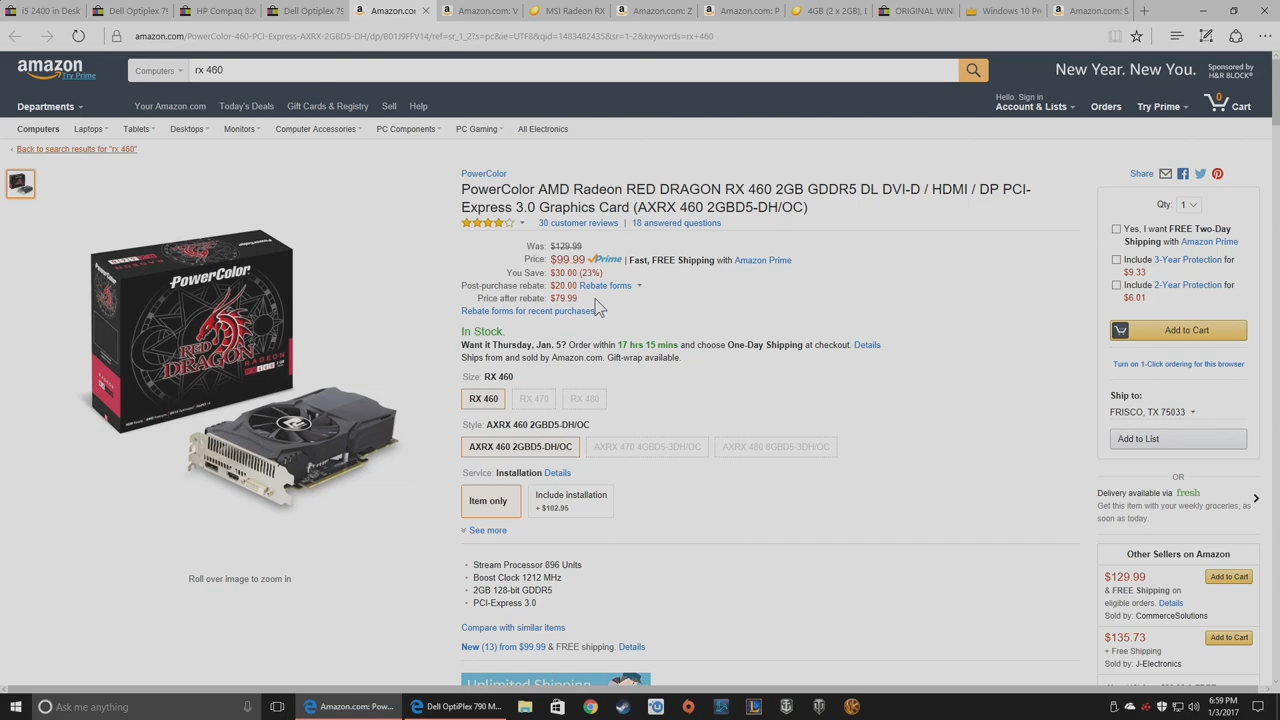 i5 2400 in Desk
Dell Optiplex 79
HP Compaq 820
Dell Optiplex 79
Amazon.cor
Amazon.com: V
MSI Radeon RX
Amazon.com: Z
Amazon.com: P
4GB (2 x 2GB), D
ORIGINAL WIN
Windows 10 Pro
Amazon.com: S
amazon.com/PowerColor-460-PCI-Express-AXRX-2GBD5-DH/dp/B01J9FFV14/ref=sr_1_2?s=pc&ie=UTF8&qid=1483482435&sr=1-2&keywords=rx+460
amazon
Try Prime
Computers
rx 460
New Year. New You.
Sponsored by
H&R BLOCK
Departments
Your Amazon.com
Today's Deals
Gift Cards & Registry
Sell
Help
Hello. Sign in
Account & Lists
Orders
Try Prime
0
Cart
Computers
Laptops
Tablets
Desktops
Monitors
Computer Accessories
PC Components
PC Gaming
All Electronics
‹ Back to search results for "rx 460"
PowerColor
RED DRAGON
RADEON
PowerColor
PowerColor AMD Radeon RED DRAGON RX 460 2GB GDDR5 DL DVI-D / HDMI / DP PCI-
Express 3.0 Graphics Card (AXRX 460 2GBD5-DH/OC)
30 customer reviews | 18 answered questions
Was: $129.99
Price: $99.99 Prime | Fast, FREE Shipping with Amazon Prime
You Save: $30.00 (23%)
Post-purchase rebate: $20.00 Rebate forms
Price after rebate: $79.99
Rebate forms for recent purchases
In Stock.
Want it Thursday, Jan. 5? Order within 17 hrs 15 mins and choose One-Day Shipping at checkout. Details
Ships from and sold by Amazon.com. Gift-wrap available.
Size: RX 460
RX 460
RX 470
RX 480
Style: AXRX 460 2GBD5-DH/OC
AXRX 460 2GBD5-DH/OC
AXRX 470 4GBD5-3DH/OC
AXRX 480 8GBD5-3DH/OC
Service: Installation Details
Item only
Include installation
+ $102.95
See more
Stream Processor 896 Units
Boost Clock 1212 MHz
2GB 128-bit GDDR5
PCI-Express 3.0
Compare with similar items
New (13) from $99.99 & FREE shipping. Details
Unlimited Shipping
Roll over image to zoom in
Share
Qty: 1
Yes, I want FREE Two-Day
Shipping with Amazon Prime
Include 3-Year Protection for
$9.33
Include 2-Year Protection for
$6.01
Add to Cart
Turn on 1-Click ordering for this browser
Ship to:
FRISCO, TX 75033
Add to List
OR
Delivery available via fresh
Get this item with your weekly groceries, as
soon as today.
Other Sellers on Amazon
$129.99
Add to Cart
& FREE Shipping on
eligible orders. Details
Sold by: CommerceSolutions
$135.73
Add to Cart
+ Free Shipping
Sold by: J-Electronics
Ask me anything
Amazon.com: Pow...
Dell OptiPlex 790 M...
6:59 PM
1/3/2017